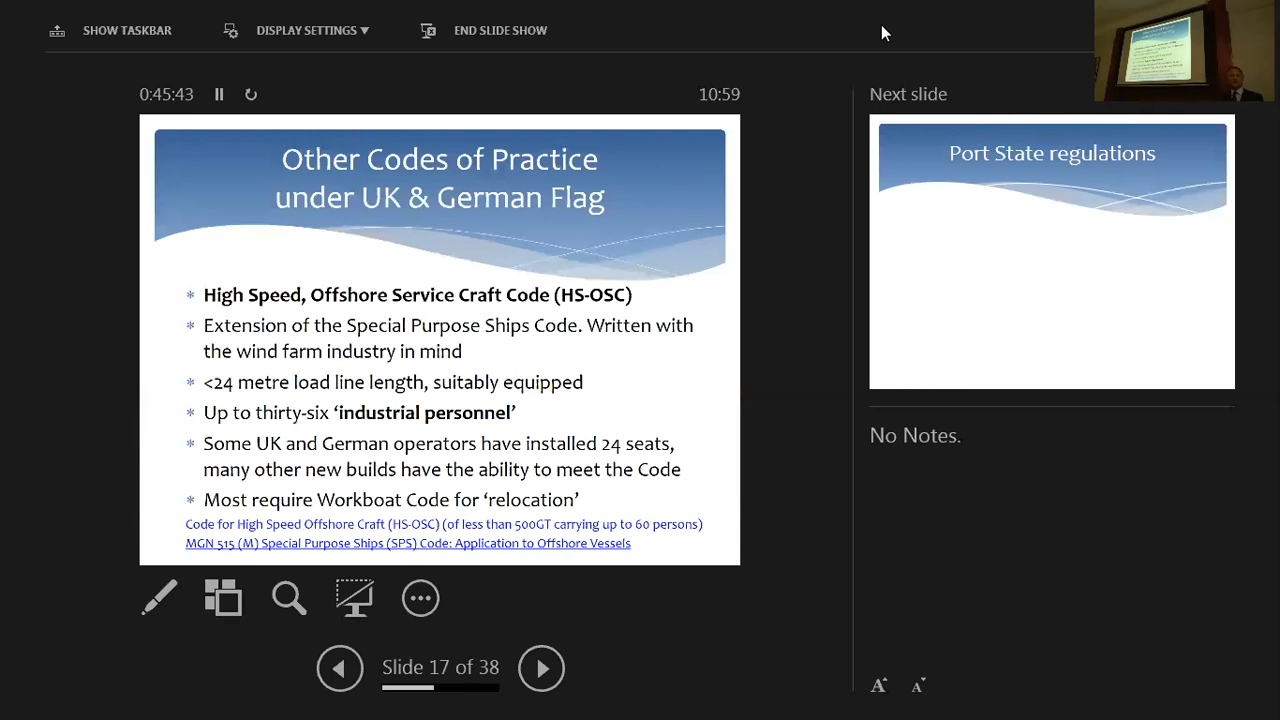 SHOW TASKBAR
DISPLAY SETTINGS ▼
END SLIDE SHOW
0:45:43
10:59
Other Codes of Practice
under UK & German Flag
* High Speed, Offshore Service Craft Code (HS-OSC)
* Extension of the Special Purpose Ships Code. Written with
the wind farm industry in mind
* <24 metre load line length, suitably equipped
* Up to thirty-six ‘industrial personnel’
* Some UK and German operators have installed 24 seats,
many other new builds have the ability to meet the Code
* Most require Workboat Code for ‘relocation’
Code for High Speed Offshore Craft (HS-OSC) (of less than 500GT carrying up to 60 persons)
MGN 515 (M) Special Purpose Ships (SPS) Code: Application to Offshore Vessels
Slide 17 of 38
Next slide
Port State regulations
No Notes.
A A